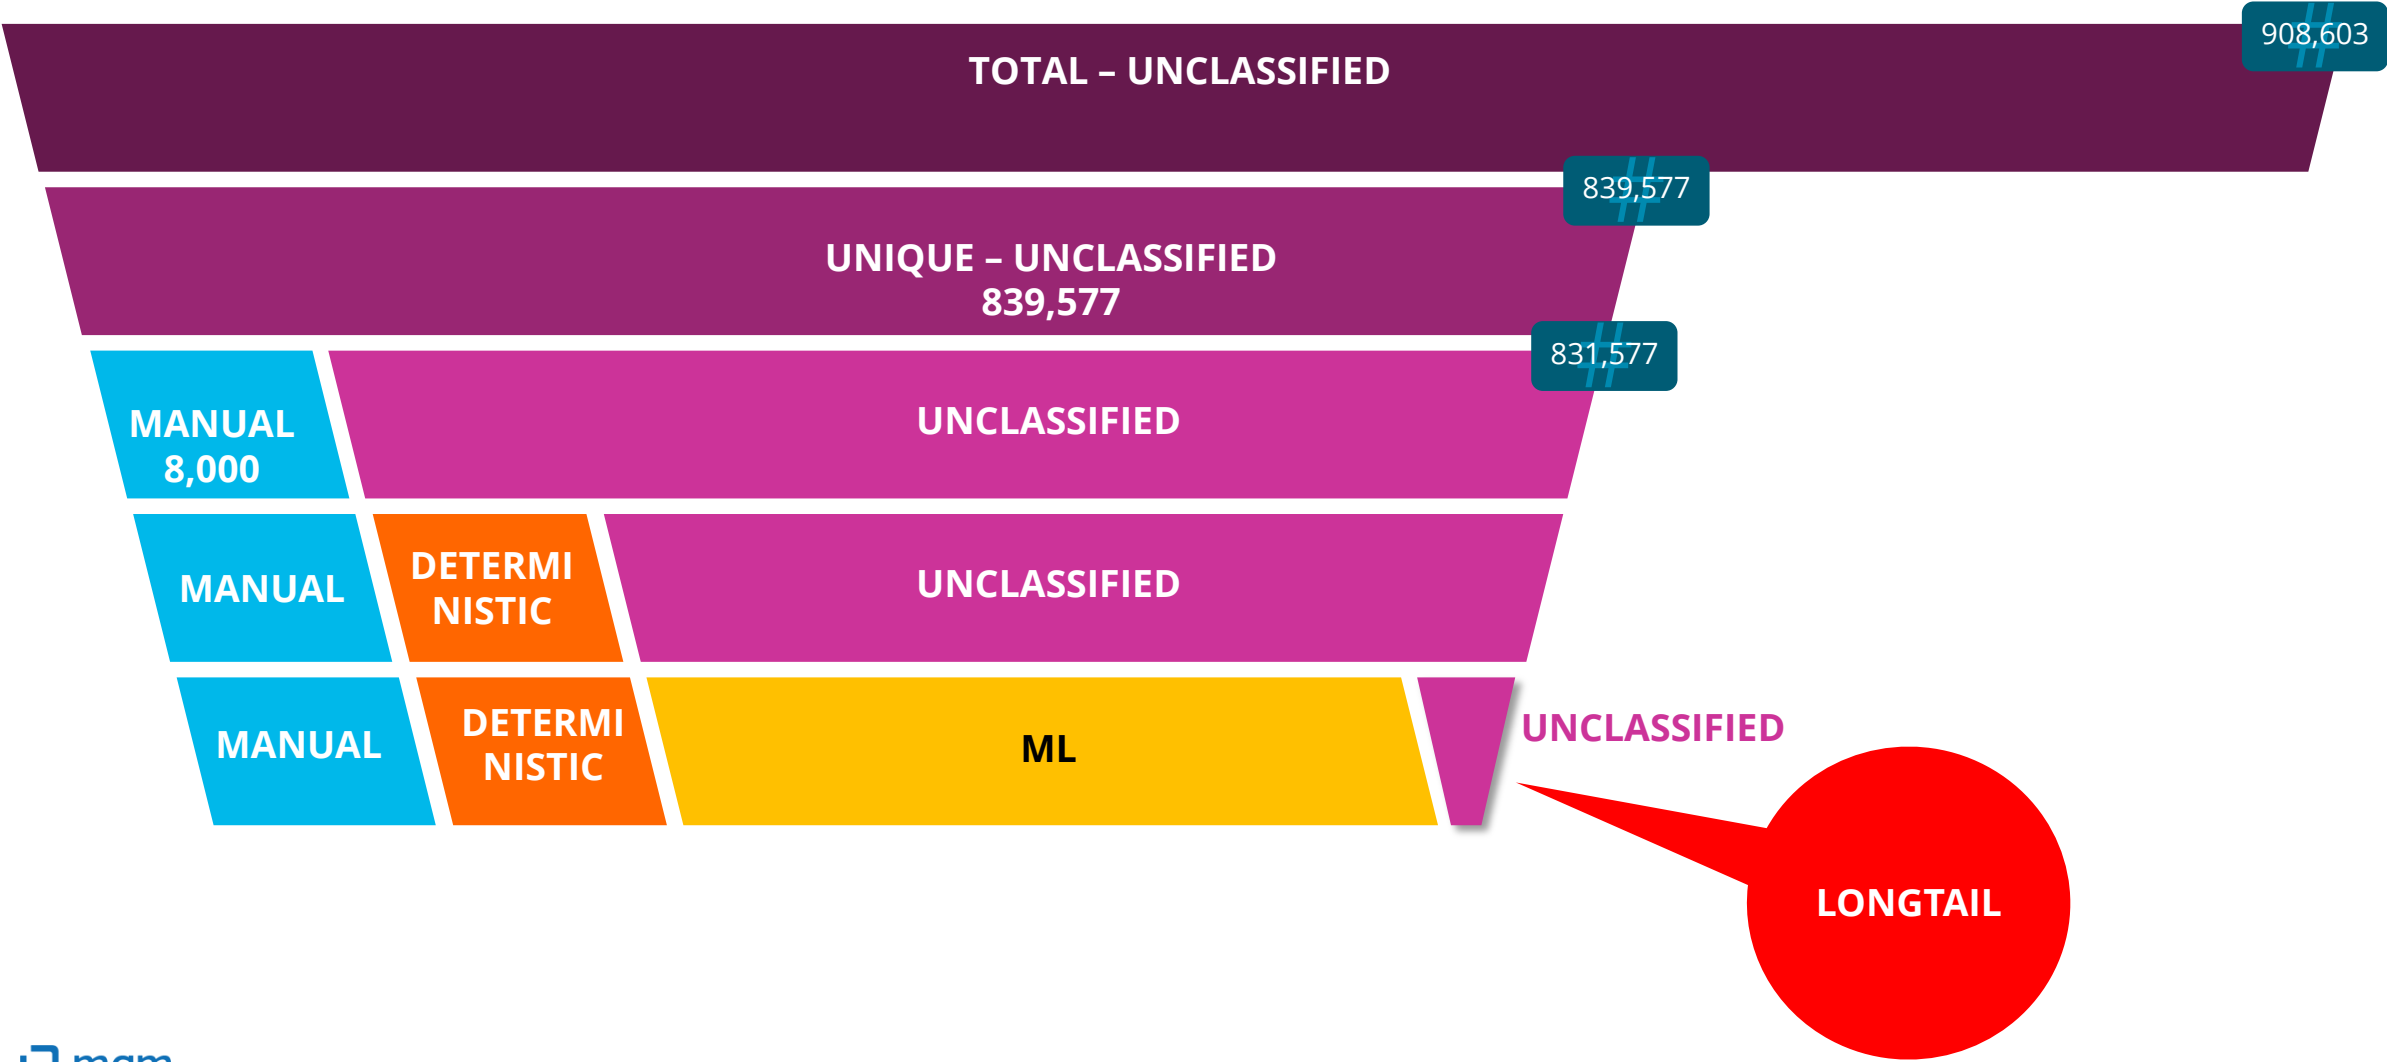 908,603
TOTAL – UNCLASSIFIED
839,577
UNIQUE – UNCLASSIFIED
839,577
831,577
MANUAL
8,000
UNCLASSIFIED
MANUAL
DETERMI
NISTIC
UNCLASSIFIED
MANUAL
DETERMI
NISTIC
ML
UNCLASSIFIED
LONGTAIL
mgm